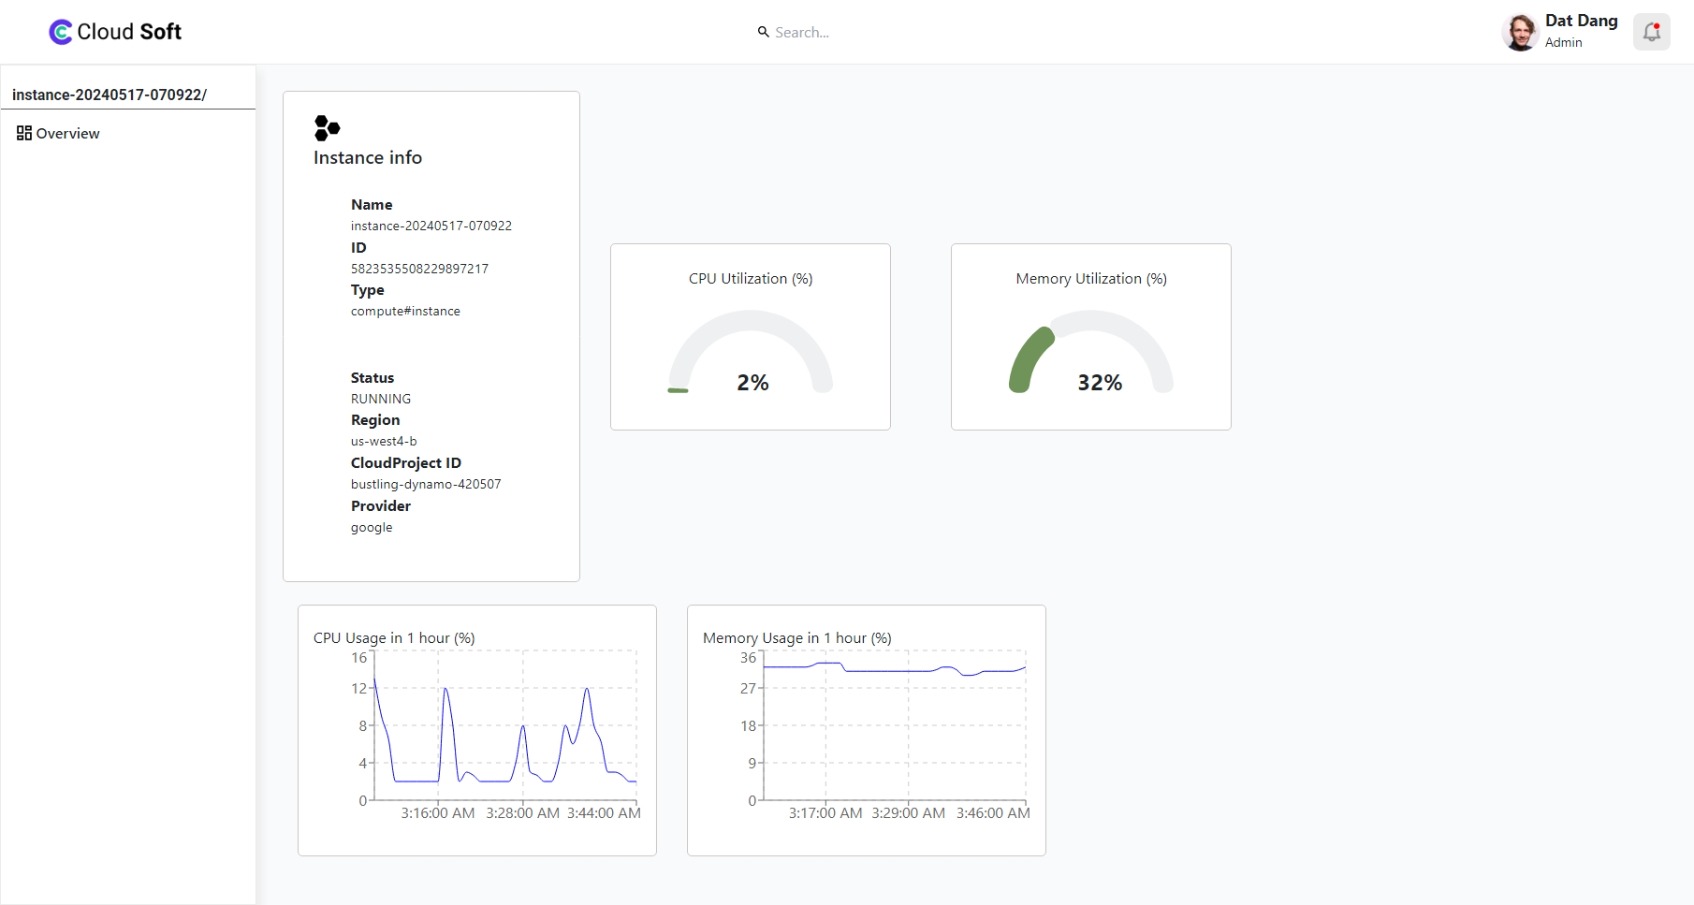 Cloud Soft
Search...
Dat Dang
Admin
instance-20240517-070922/
Overview
Instance info
Name
instance-20240517-070922
ID
5823535508229897217
Type
compute#instance
Status
RUNNING
Region
us-west4-b
CloudProject ID
bustling-dynamo-420507
Provider
google
CPU Utilization (%)
2%
Memory Utilization (%)
32%
CPU Usage in 1 hour (%)
16
12
8
4
0
3:16:00 AM 3:28:00 AM 3:44:00 AM
Memory Usage in 1 hour (%)
36
27
18
9
0
3:17:00 AM 3:29:00 AM 3:46:00 AM